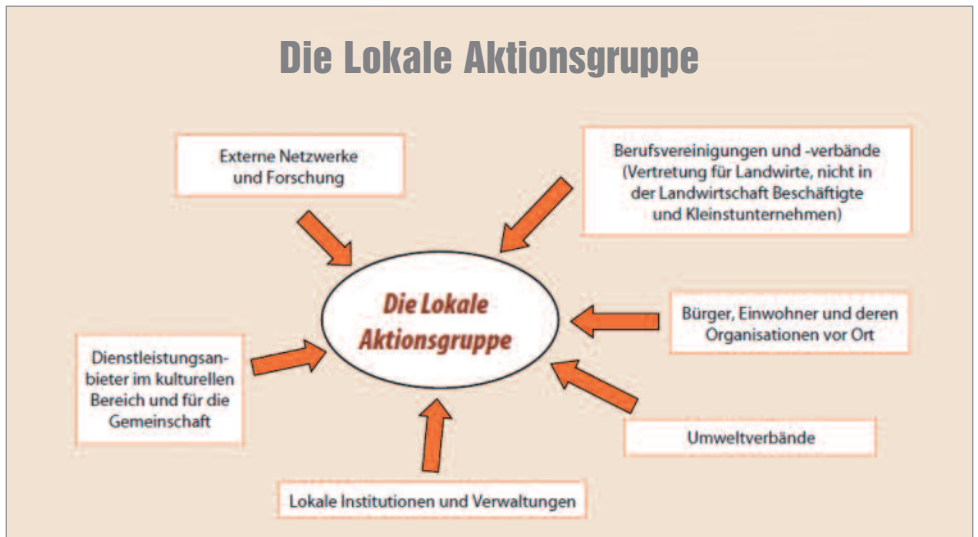 Die Lokale Aktionsgruppe
Externe Netzwerke
und Forschung
Berufsvereinigungen und -verbände
(Vertretung für Landwirte, nicht in
der Landwirtschaft Beschäftigte
und Kleinstunternehmen)
Die Lokale
Aktionsgruppe
Bürger, Einwohner und deren
Organisationen vor Ort
Dienstleistungsan-
bieter im kulturellen
Bereich und für die
Gemeinschaft
Umweltverbände
Lokale Institutionen und Verwaltungen